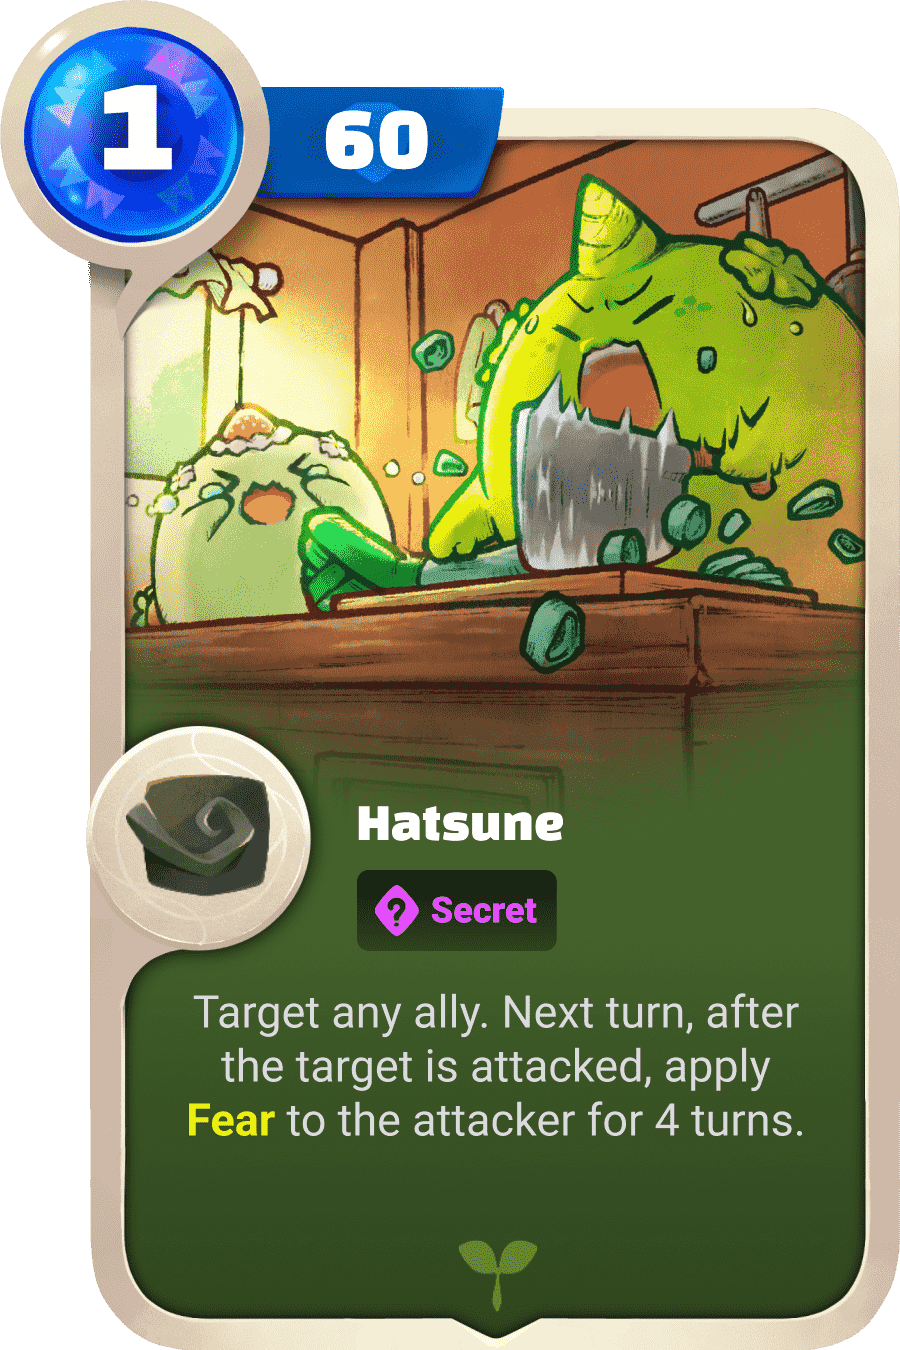 1
60
Hatsune
Secret
Target any ally. Next turn, after
the target is attacked, apply
Fear to the attacker for 4 turns.